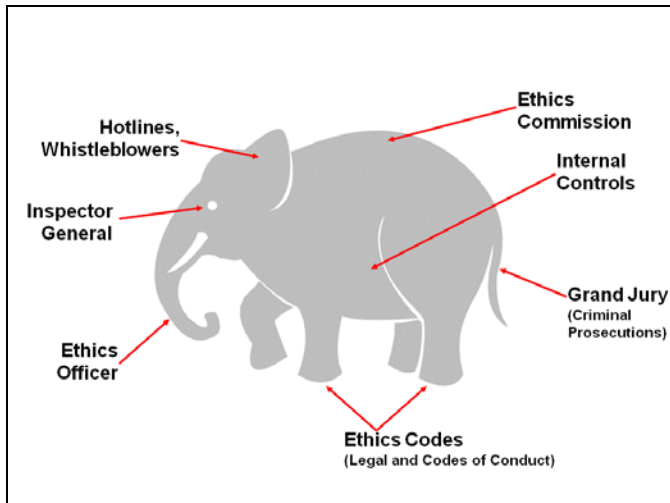 Ethics
Commission
Hotlines,
Whistleblowers
Internal
Controls
Inspector
General
Grand Jury
(Criminal
Prosecutions)
Ethics
Officer
Ethics Codes
(Legal and Codes of Conduct)